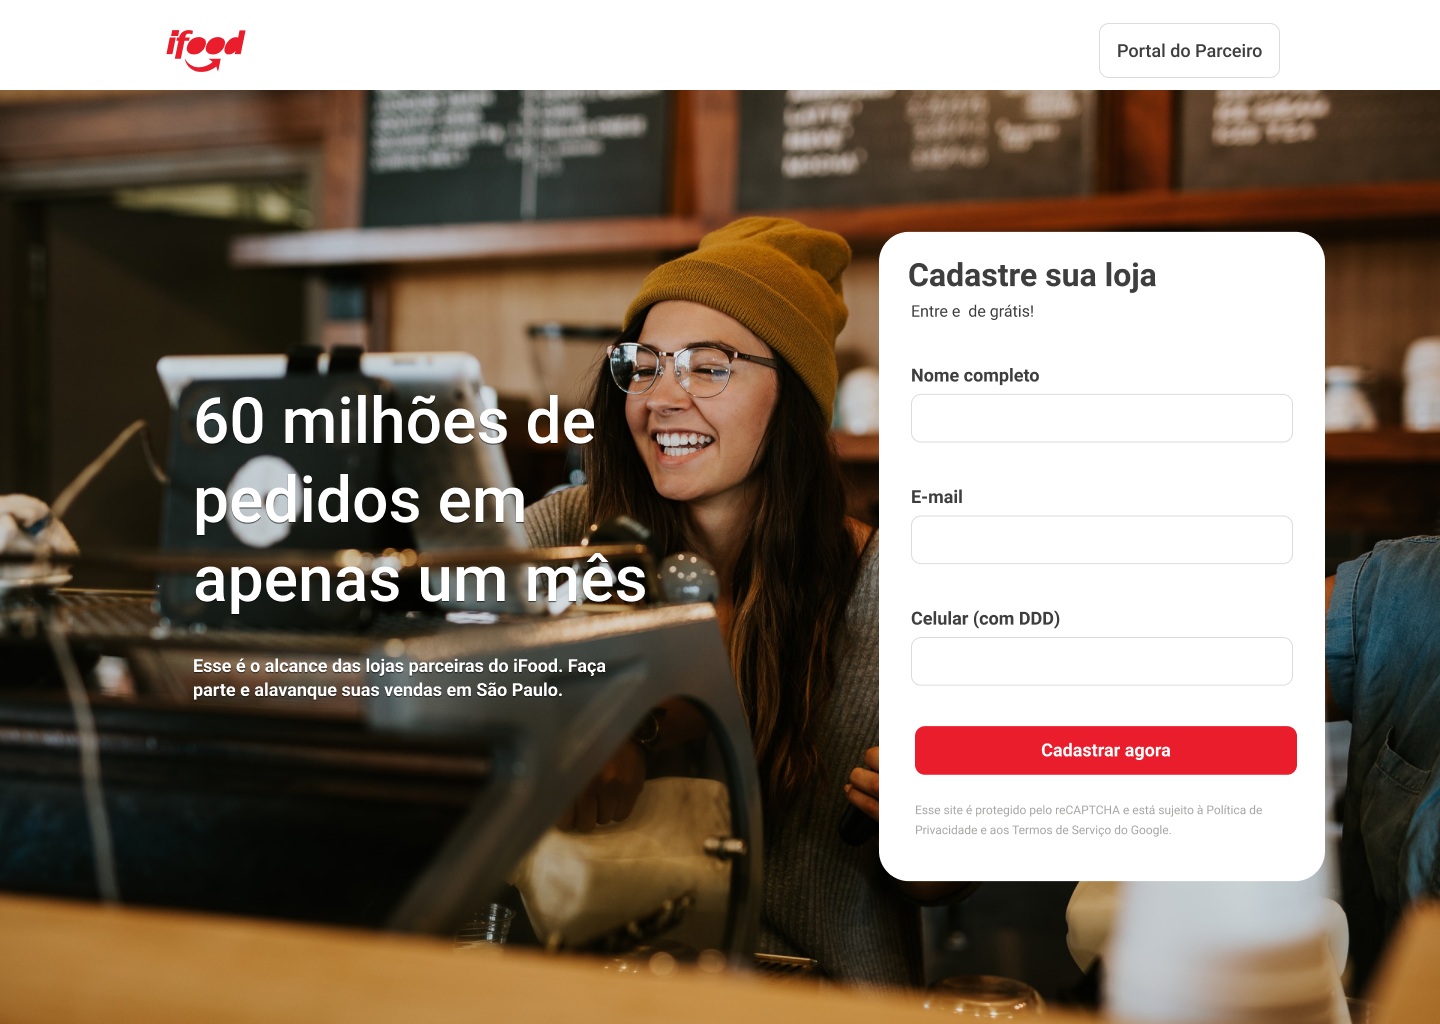 ifood
Portal do Parceiro
60 milhões de
pedidos em
apenas um mês
Esse é o alcance das lojas parceiras do iFood. Faça
parte e alavanque suas vendas em São Paulo.
Cadastre sua loja
Entre e  de grátis!
Nome completo
E-mail
Celular (com DDD)
Cadastrar agora
Esse site é protegido pelo reCAPTCHA e está sujeito à Política de
Privacidade e aos Termos de Serviço do Google.